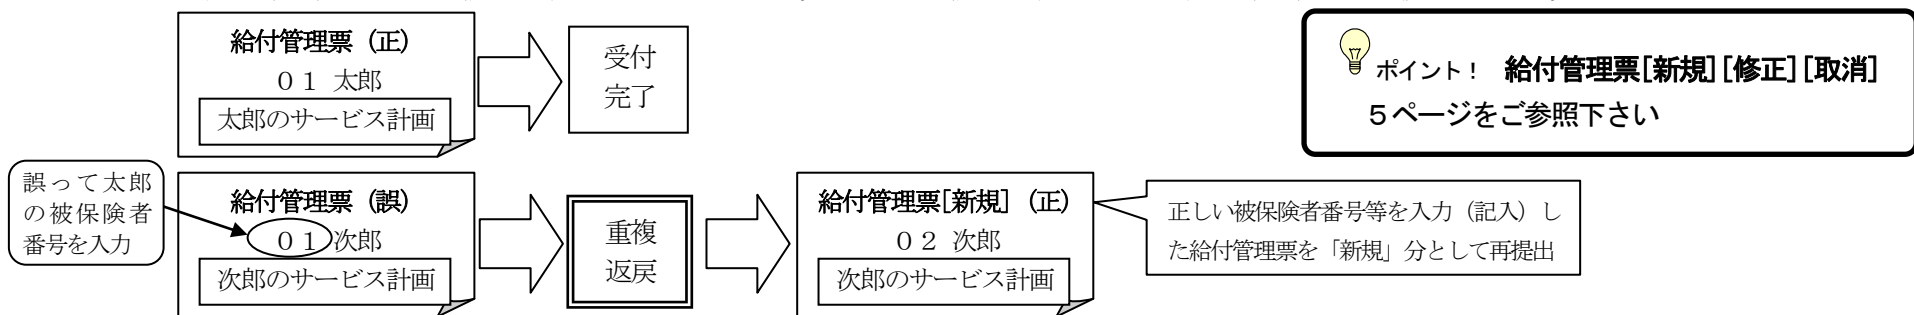 給付管理票（正）
０１ 太郎
太郎のサービス計画
受付
完了
ポイント！ 給付管理票[新規][修正][取消]
５ページをご参照下さい
誤って太郎
の被保険者
番号を入力
給付管理票（誤）
０１次郎
次郎のサービス計画
重複
返戻
給付管理票[新規]（正）
０２ 次郎
次郎のサービス計画
正しい被保険者番号等を入力（記入）し
た給付管理票を「新規」分として再提出